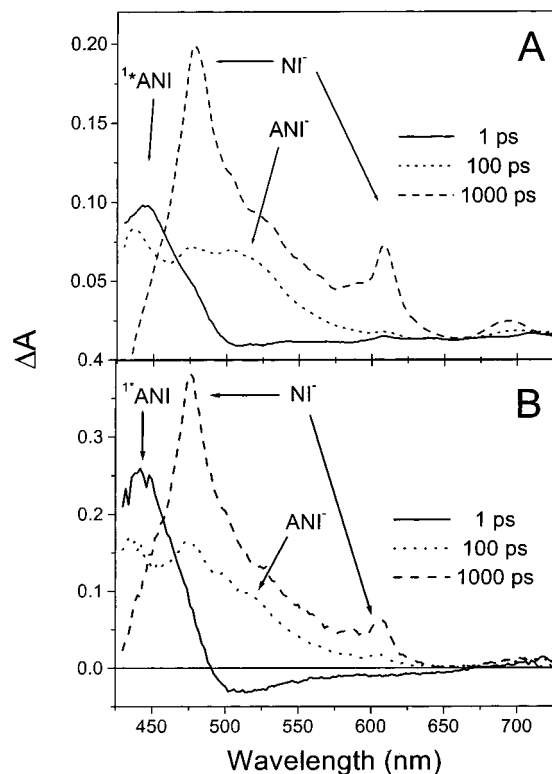 A
0.20
1*ANI
NI-
ANI-
0.15
1 ps
100 ps
1000 ps
0.10
0.05
0.4
ΔA
B
1*ANI
NI-
0.3
ANI-
1 ps
100 ps
1000 ps
0.2
0.1
0.0
450 500 550 600 650 700
Wavelength (nm)